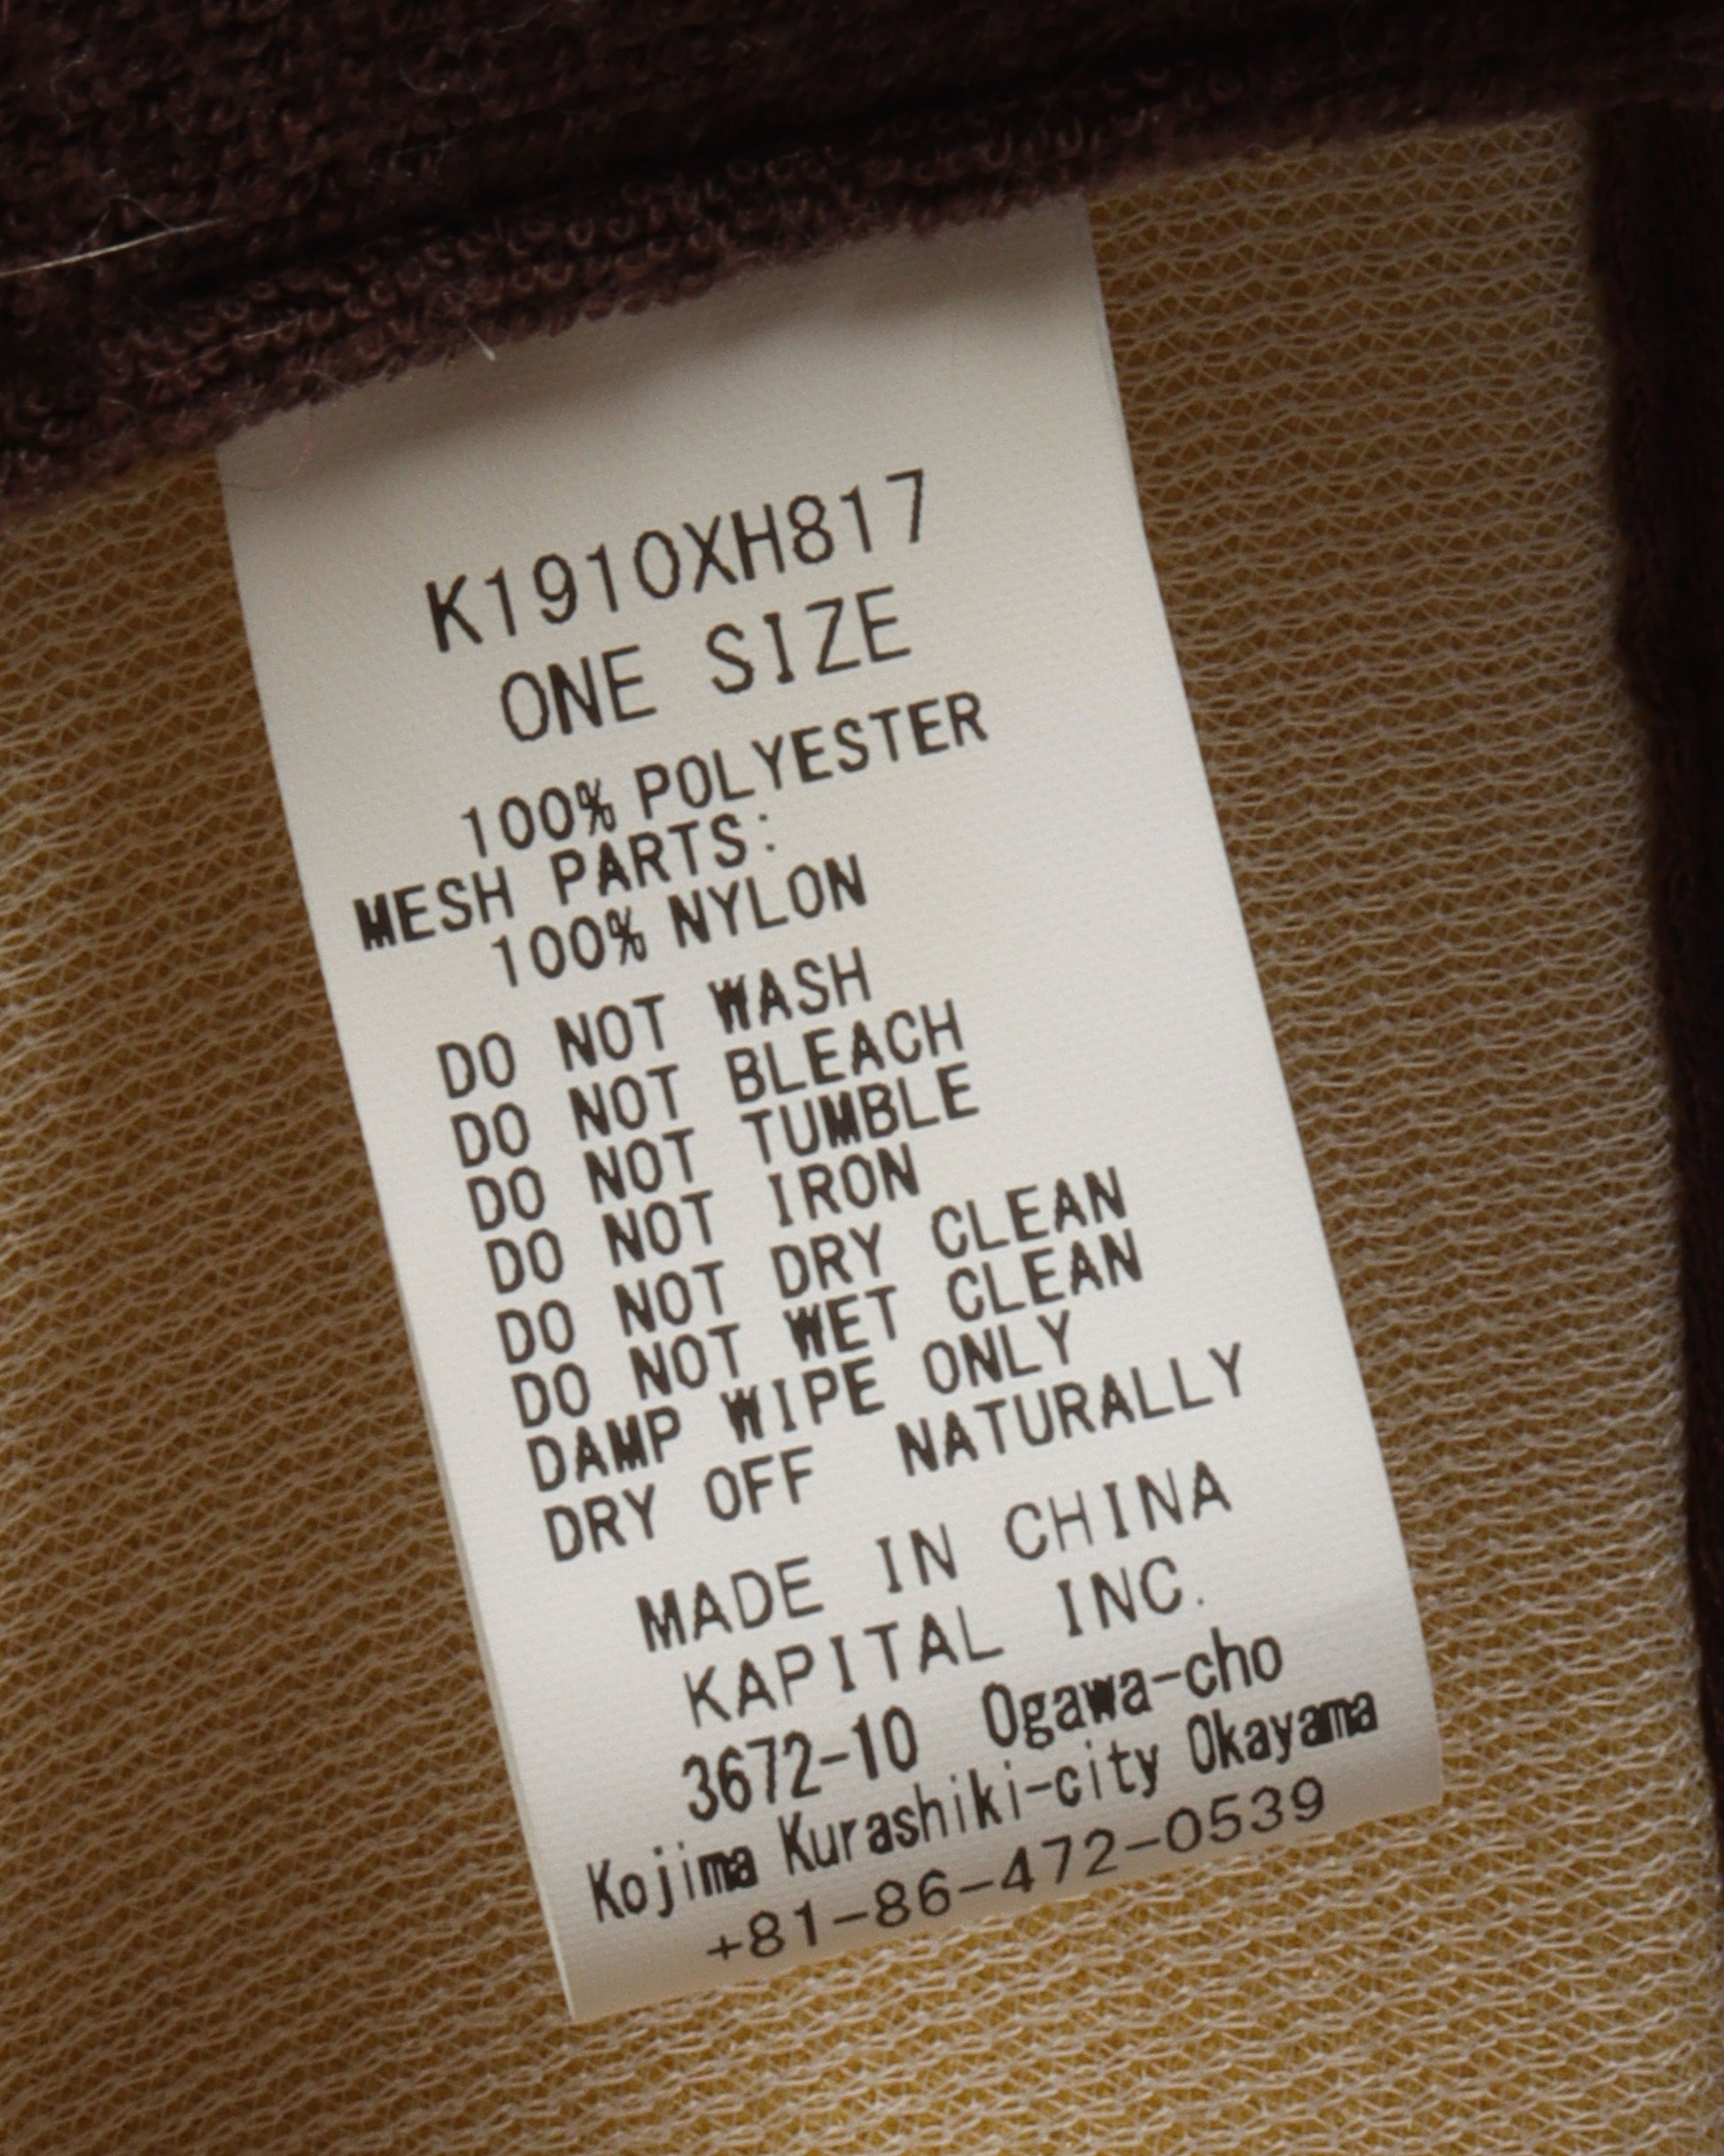 K1910XH817
ONE SIZE
100% POLYESTER
MESH PARTS:
100% NYLON
DO NOT WASH
DO NOT BLEACH
DO NOT TUMBLE
DO NOT IRON
DO NOT DRY CLEAN
DO NOT WET CLEAN
DAMP WIPE ONLY
DRY OFF NATURALLY
MADE IN CHINA
KAPITAL INC.
3672-10 Ogawa-cho
Kojima Kurashiki-city Okayama
+81-86-472-0539